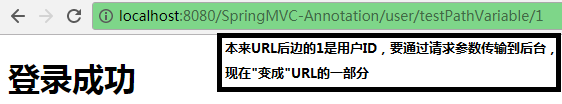 localhost:8080/SpringMVC-Annotation/user/testPathVariable/1
本来URL后边的1是用户ID，要通过请求参数传输到后台，
现在"变成"URL的一部分
登录成功